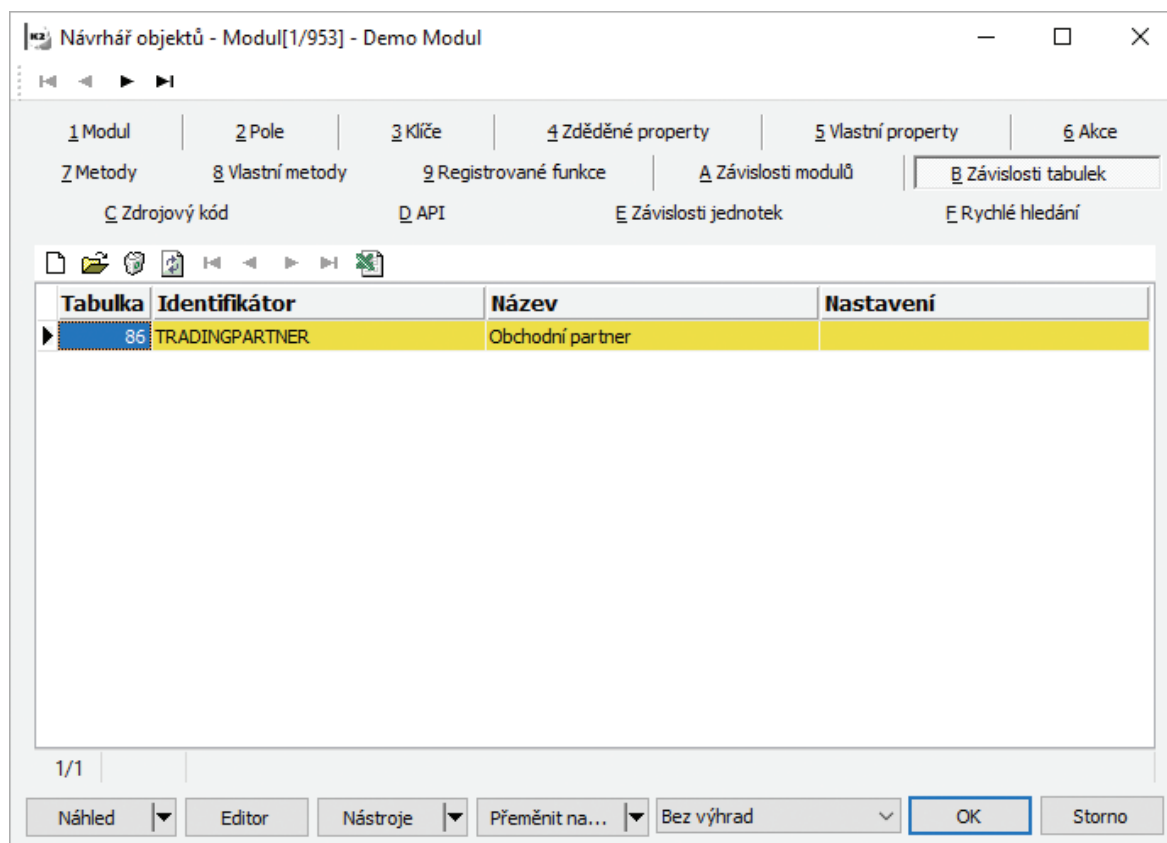 K2 Návrhář objektů - Modul[1/953] - Demo Modul
1 Modul 2 Pole 3 Klíče 4 Zděděné property 5 Vlastní property 6 Akce
7 Metody 8 Vlastní metody 9 Registrované funkce A Závislosti modulů B Závislosti tabulek
C Zdrojový kód D API E Závislosti jednotek F Rychlé hledání
Tabulka Identifikátor Název Nastavení
86 TRADINGPARTNER Obchodní partner
1/1
Náhled Editor Nástroje Přeměnit na... Bez výhrad OK Storno